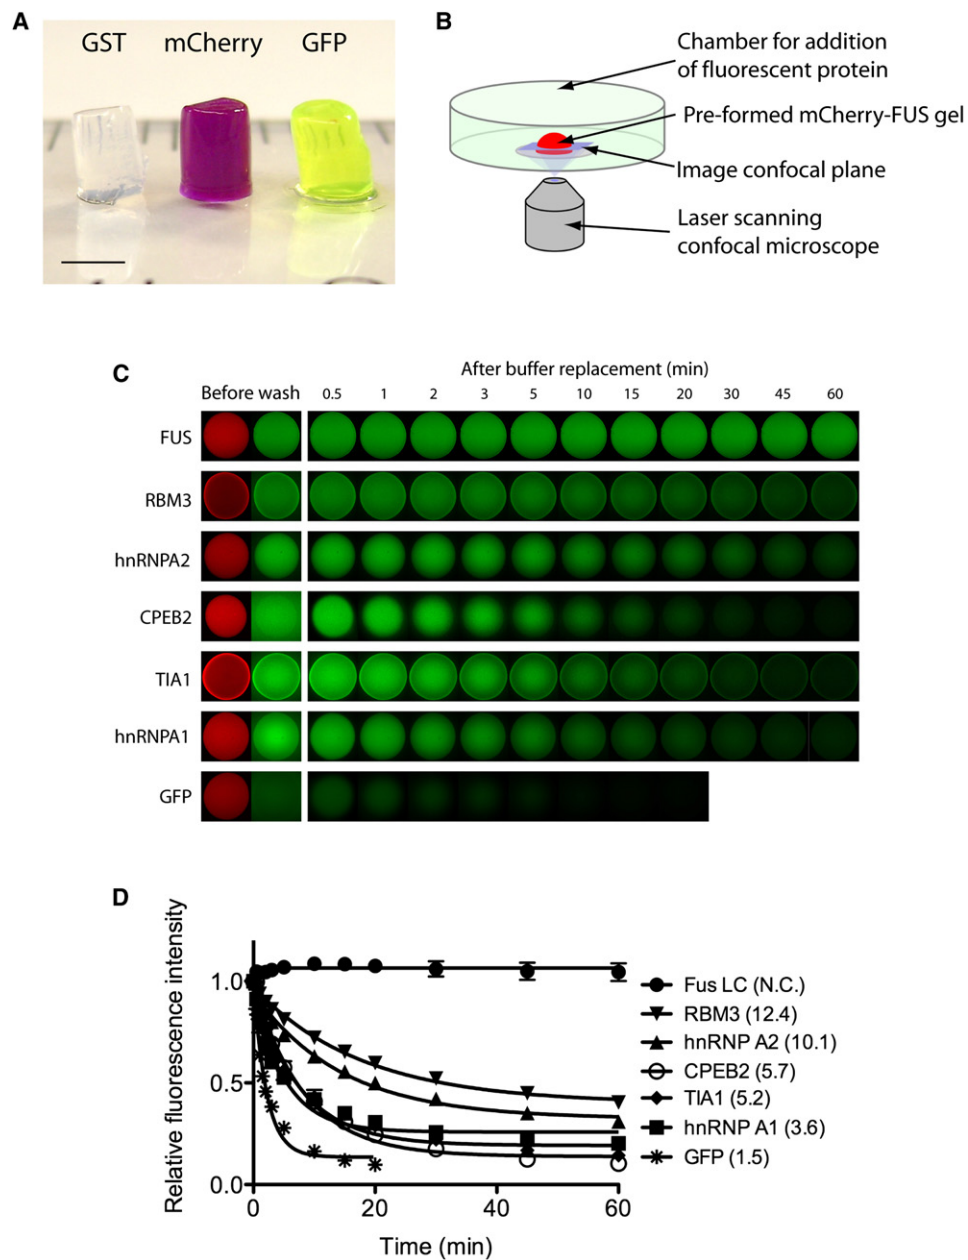 A
GST mCherry GFP
B
Chamber for addition
of fluorescent protein
Pre-formed mCherry-FUS gel
Image confocal plane
Laser scanning
confocal microscope
C
After buffer replacement (min)
Before wash 0.5 1 2 3 5 10 15 20 30 45 60
FUS
RBM3
hnRNPA2
CPEB2
TIA1
hnRNPA1
GFP
D
Relative fluorescence intensity
1.0
0.5
0.0
0 20 40 60
Time (min)
Fus LC (N.C.)
RBM3 (12.4)
hnRNP A2 (10.1)
CPEB2 (5.7)
TIA1 (5.2)
hnRNP A1 (3.6)
GFP (1.5)